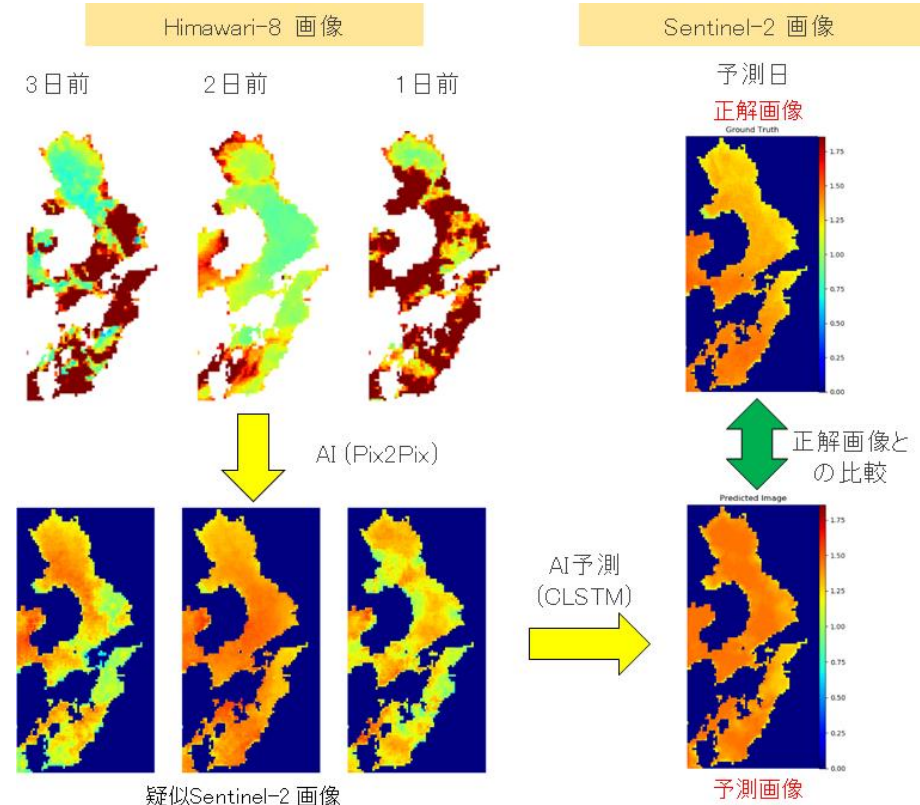 Himawari-8 画像
Sentinel-2 画像
3日前
2日前
1日前
予測日
正解画像
Ground Truth
1.75
1.50
1.25
1.00
0.75
0.50
0.25
0.00
AI (Pix2Pix)
正解画像と
の比較
AI予測
(CLSTM)
Predicted Image
1.75
1.50
1.25
1.00
0.75
0.50
0.25
0.00
疑似Sentinel-2 画像
予測画像